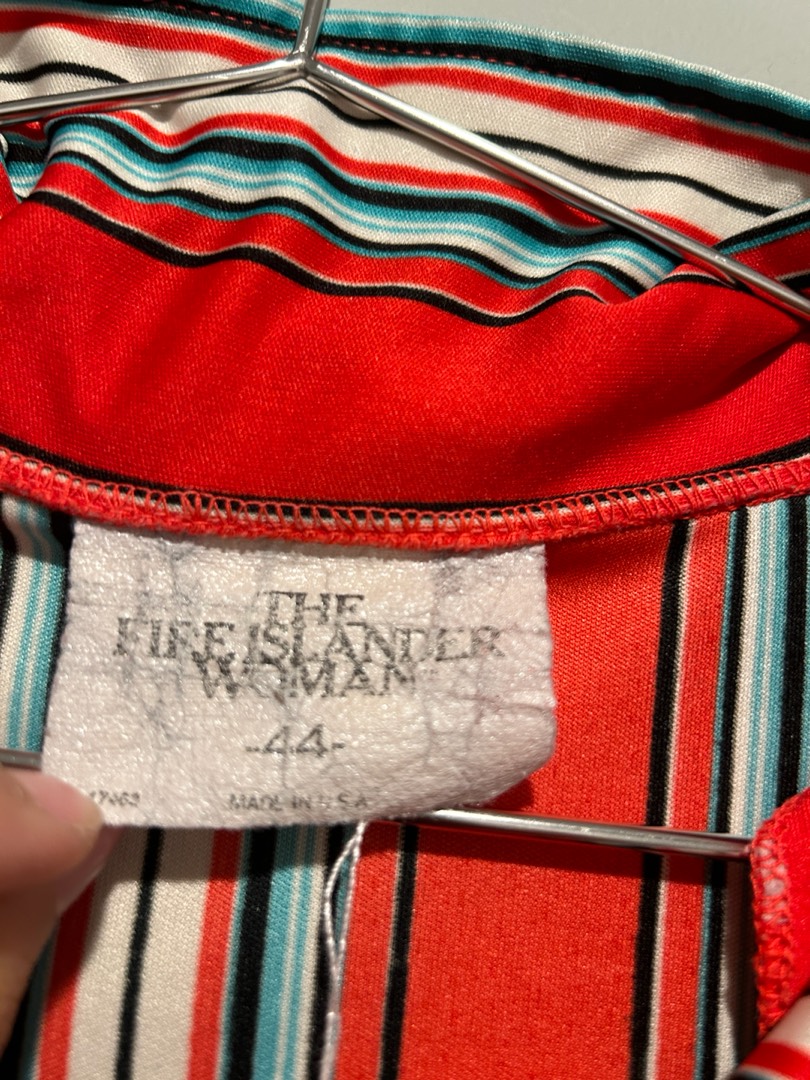 THE
FIRE ISLANDER
WOMAN
-44-
MADE IN U.S.A.